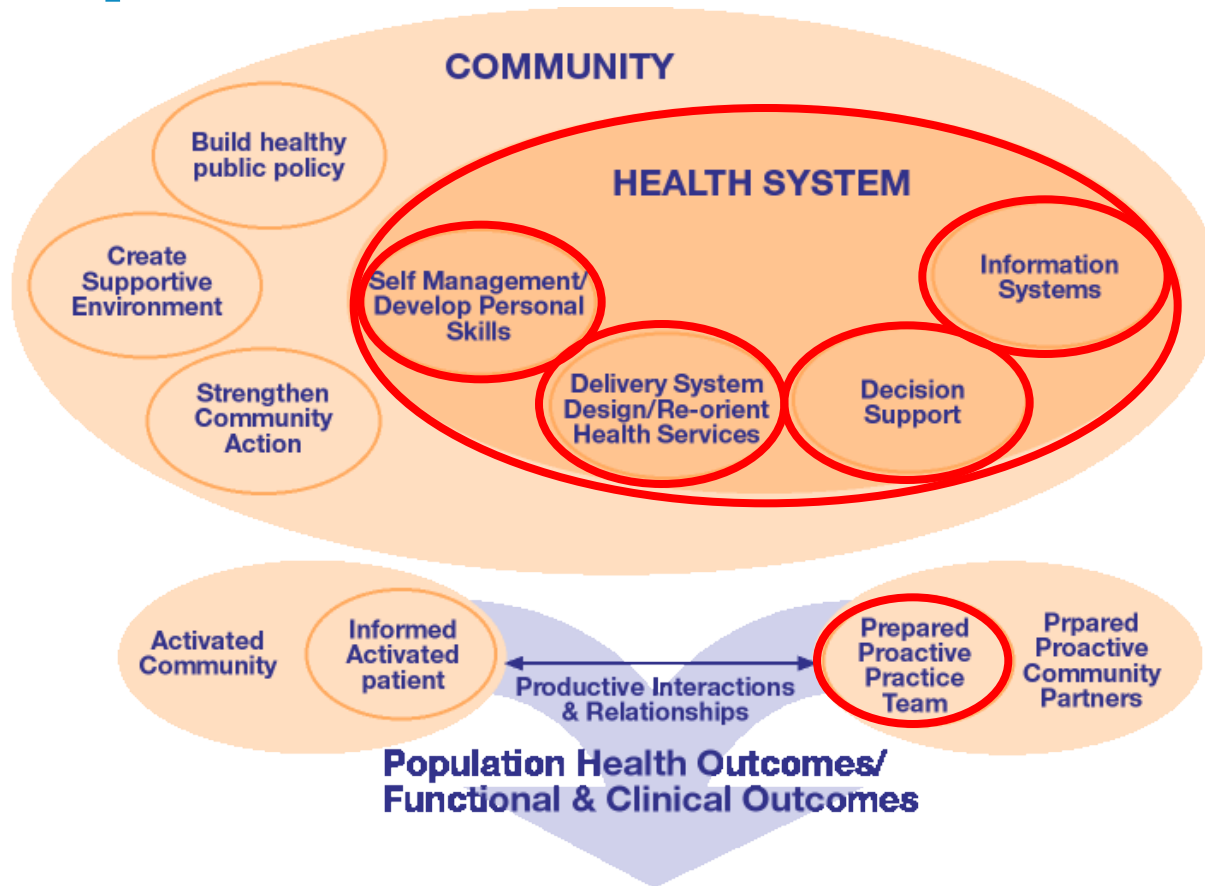 COMMUNITY
Build healthy
public policy
Create
Supportive
Environment
Strengthen
Community
Action
HEALTH SYSTEM
Self Management/
Develop Personal
Skills
Delivery System
Design/Re-orient
Health Services
Decision
Support
Information
Systems
Activated
Community
Informed
Activated
patient
Productive Interactions
& Relationships
Prepared
Proactive
Practice
Team
Prpared
Proactive
Community
Partners
Population Health Outcomes/
Functional & Clinical Outcomes